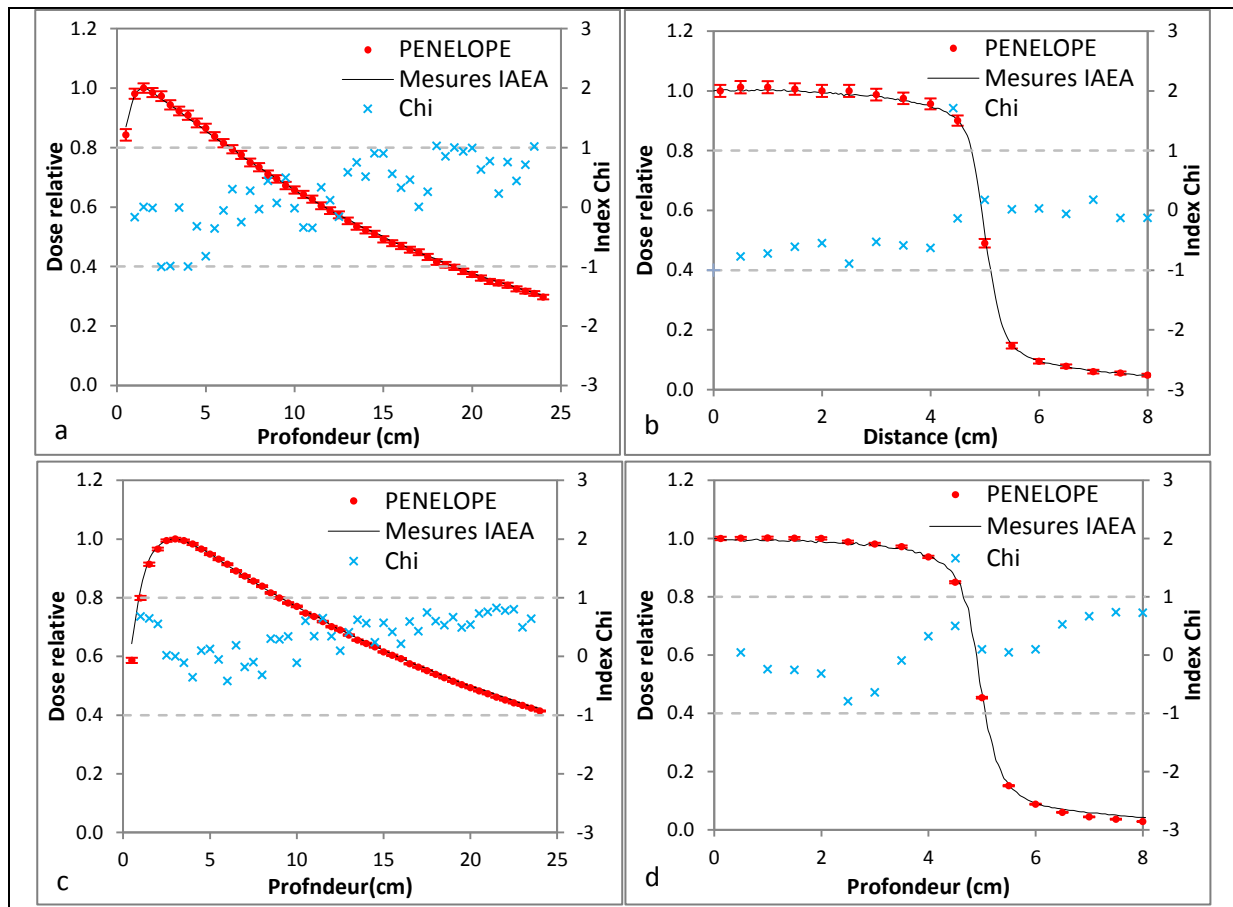 1.2
1.0
0.8
0.6
0.4
0.2
0.0
Dose relative
3
2
1
0
-1
-2
-3
Index Chi
PENELOPE
Mesures IAEA
Chi
0
5
10
15
20
25
Profondeur (cm)
a
1.2
1.0
0.8
0.6
0.4
0.2
0.0
Dose relative
3
2
1
0
-1
-2
-3
Index Chi
PENELOPE
Mesures IAEA
Chi
0
2
4
6
8
Distance (cm)
b
1.2
1.0
0.8
0.6
0.4
0.2
0.0
Dose relative
3
2
1
0
-1
-2
-3
Index Chi
PENELOPE
Mesures IAEA
Chi
0
5
10
15
20
25
Profndeur(cm)
c
1.2
1.0
0.8
0.6
0.4
0.2
0.0
Dose relative
3
2
1
0
-1
-2
-3
Index Chi
PENELOPE
Mesures IAEA
Chi
0
2
4
6
8
Profondeur (cm)
d